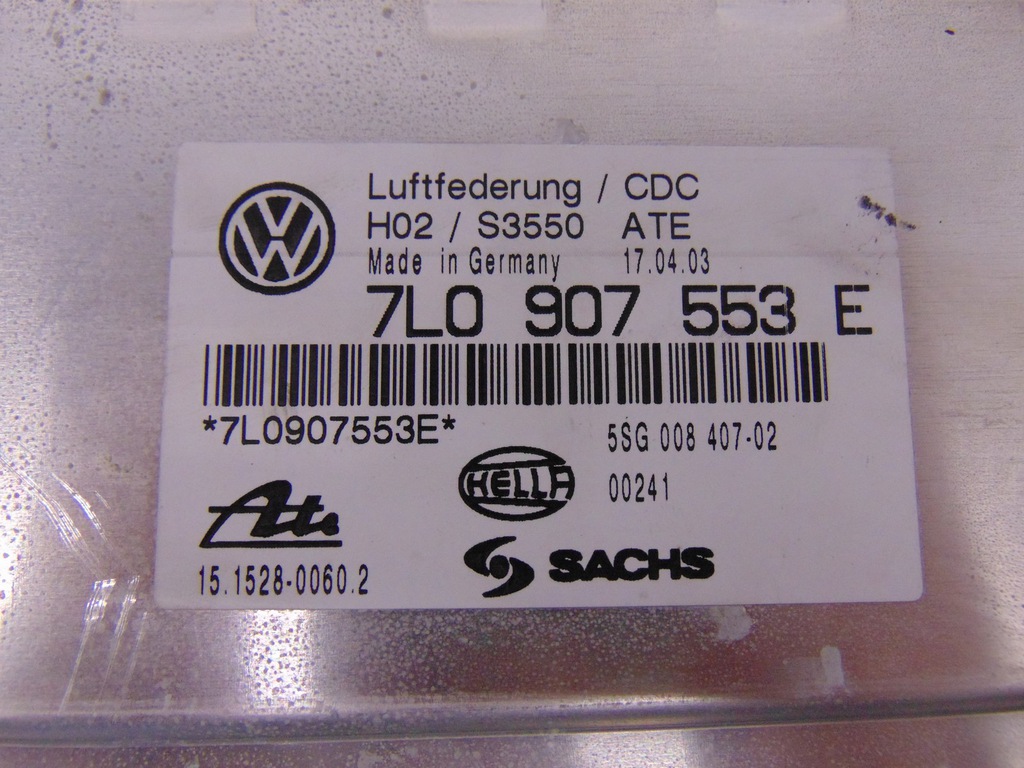 VW
Luftfederung / CDC
H02 / S3550 ATE
Made in Germany 17.04.03
7L0 907 553 E
*7L0907553E*
5SG 008 407-02
HELLA
00241
Ate
SACHS
15.1528-0060.2